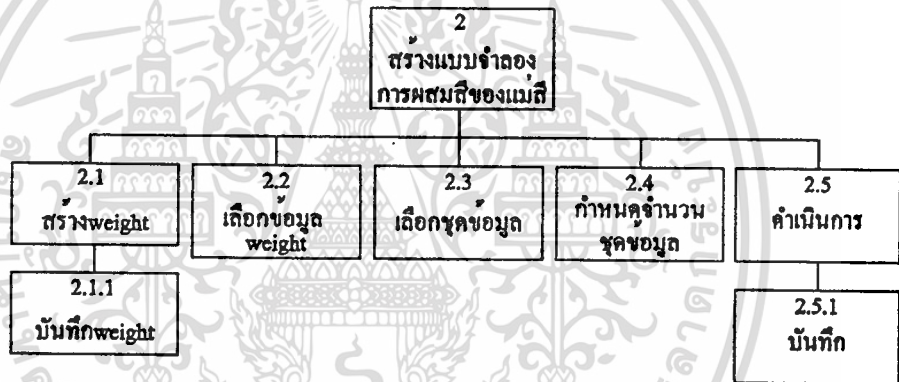 2
สร้างแบบจำลอง
การผสมสีของแม่สี
2.1
สร้างweight
2.2
เลือกข้อมูล
weight
2.3
เลือกชุดข้อมูล
2.4
กำหนดจำนวน
ชุดข้อมูล
2.5
ดำเนินการ
2.1.1
บันทึกweight
2.5.1
บันทึก